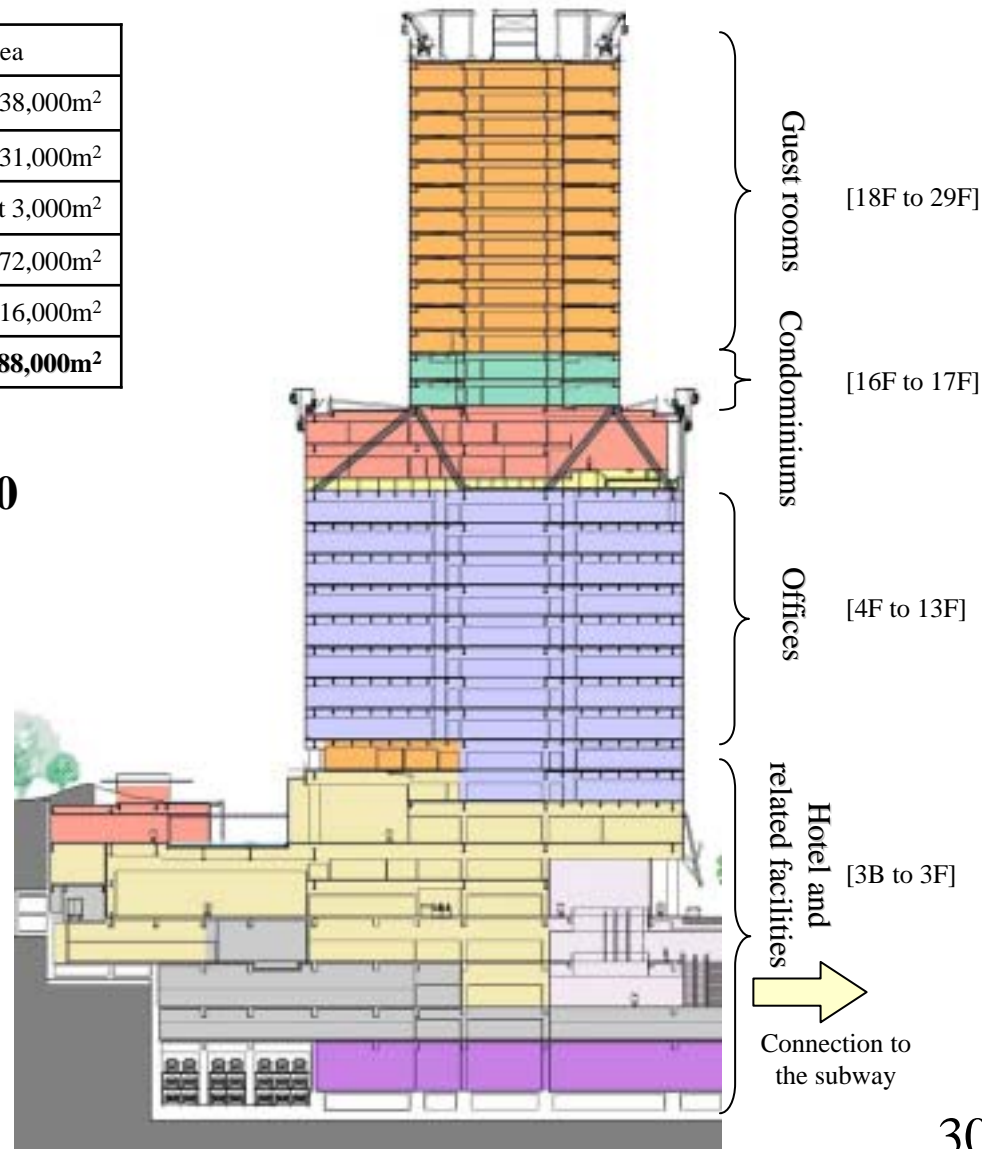 38,000m²
31,000m²
3,000m²
72,000m²
16,000m²
88,000m²
0
Guest rooms
[18F to 29F]
Condominiums
[16F to 17F]
Offices
[4F to 13F]
Hotel and
related facilities
[3B to 3F]
Connection to
the subway
30